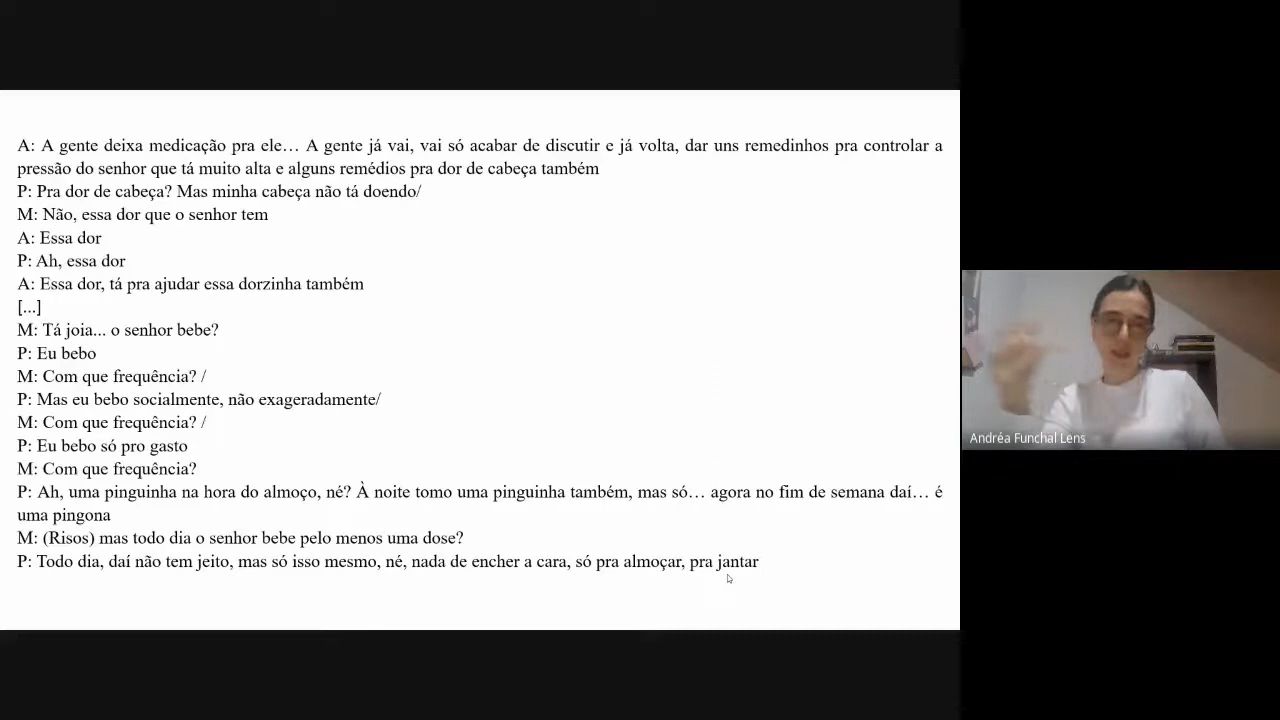 A: A gente deixa medicação pra ele… A gente já vai, vai só acabar de discutir e já volta, dar uns remedinhos pra controlar a
pressão do senhor que tá muito alta e alguns remédios pra dor de cabeça também
P: Pra dor de cabeça? Mas minha cabeça não tá doendo/
M: Não, essa dor que o senhor tem
A: Essa dor
P: Ah, essa dor
A: Essa dor, tá pra ajudar essa dorzinha também
[...]
M: Tá joia... o senhor bebe?
P: Eu bebo
M: Com que frequência? /
P: Mas eu bebo socialmente, não exageradamente/
M: Com que frequência? /
P: Eu bebo só pro gasto
M: Com que frequência?
P: Ah, uma pinguinha na hora do almoço, né? À noite tomo uma pinguinha também, mas só… agora no fim de semana daí… é
uma pingona
M: (Risos) mas todo dia o senhor bebe pelo menos uma dose?
P: Todo dia, daí não tem jeito, mas só isso mesmo, né, nada de encher a cara, só pra almoçar, pra jantar
Andréa Funchal Lens